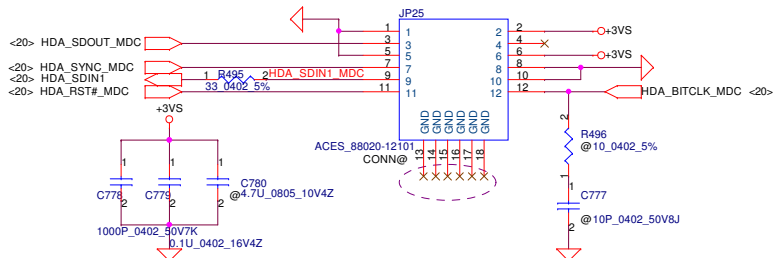 JP25
<20> HDA_SDOUT_MDC
<20> HDA_SYNC_MDC
<20> HDA_SDIN1
<20> HDA_RST#_MDC
1 R495 2
33_0402_5%
HDA_SDIN1_MDC
1 1 2 2
3 3 4 4
5 5 6 6
7 7 8 8
9 9 10 10
11 11 12 12
+3VS
+3VS
HDA_BITCLK_MDC <20>
GND GND GND GND GND GND
13 14 15 16 17 18
ACES_88020-12101
CONN@
+3VS
1 1 1
2 2 2
C778
C779
C780
@4.7U_0805_10V4Z
1000P_0402_50V7K
0.1U_0402_16V4Z
2
R496
@10_0402_5%
1
1
C777
@10P_0402_50V8J
2